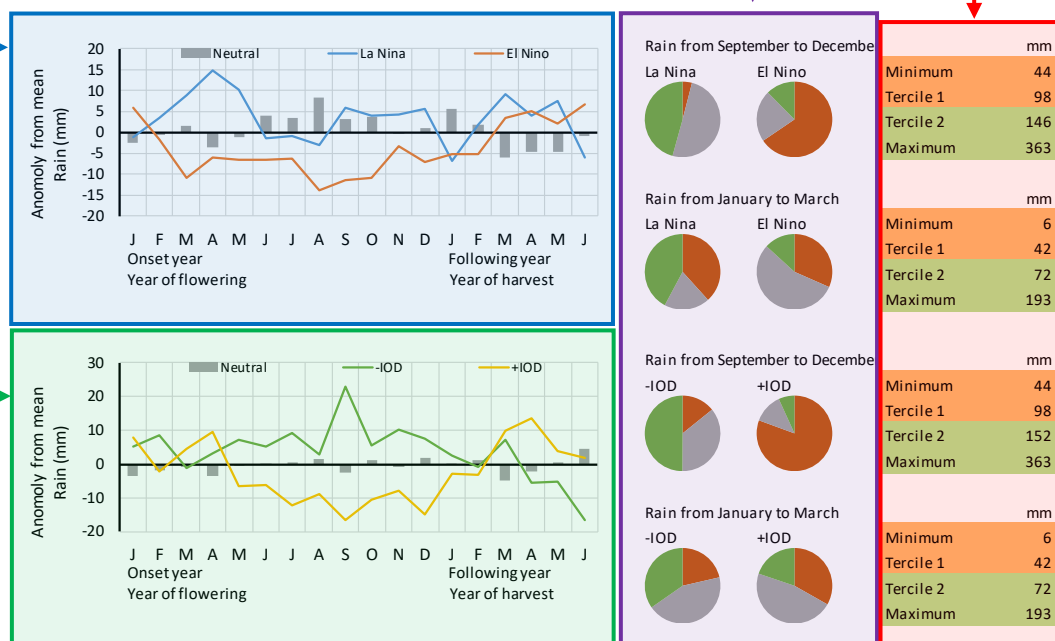 Neutral La Nina El Nino
Anomoly from mean
Rain (mm)
20
15
10
5
0
-5
-10
-15
-20
J F M A M J J A S O N D J F M A M J
Onset year Following year
Year of flowering Year of harvest
Neutral -IOD +IOD
Anomoly from mean
Rain (mm)
30
20
10
0
-10
-20
J F M A M J J A S O N D J F M A M J
Onset year Following year
Year of flowering Year of harvest
Rain from September to Decembe
La Nina El Nino
mm
Minimum 44
Tercile 1 98
Tercile 2 146
Maximum 363
Rain from January to March
La Nina El Nino
mm
Minimum 6
Tercile 1 42
Tercile 2 72
Maximum 193
Rain from September to Decembe
-IOD +IOD
mm
Minimum 44
Tercile 1 98
Tercile 2 152
Maximum 363
Rain from January to March
-IOD +IOD
mm
Minimum 6
Tercile 1 42
Tercile 2 72
Maximum 193